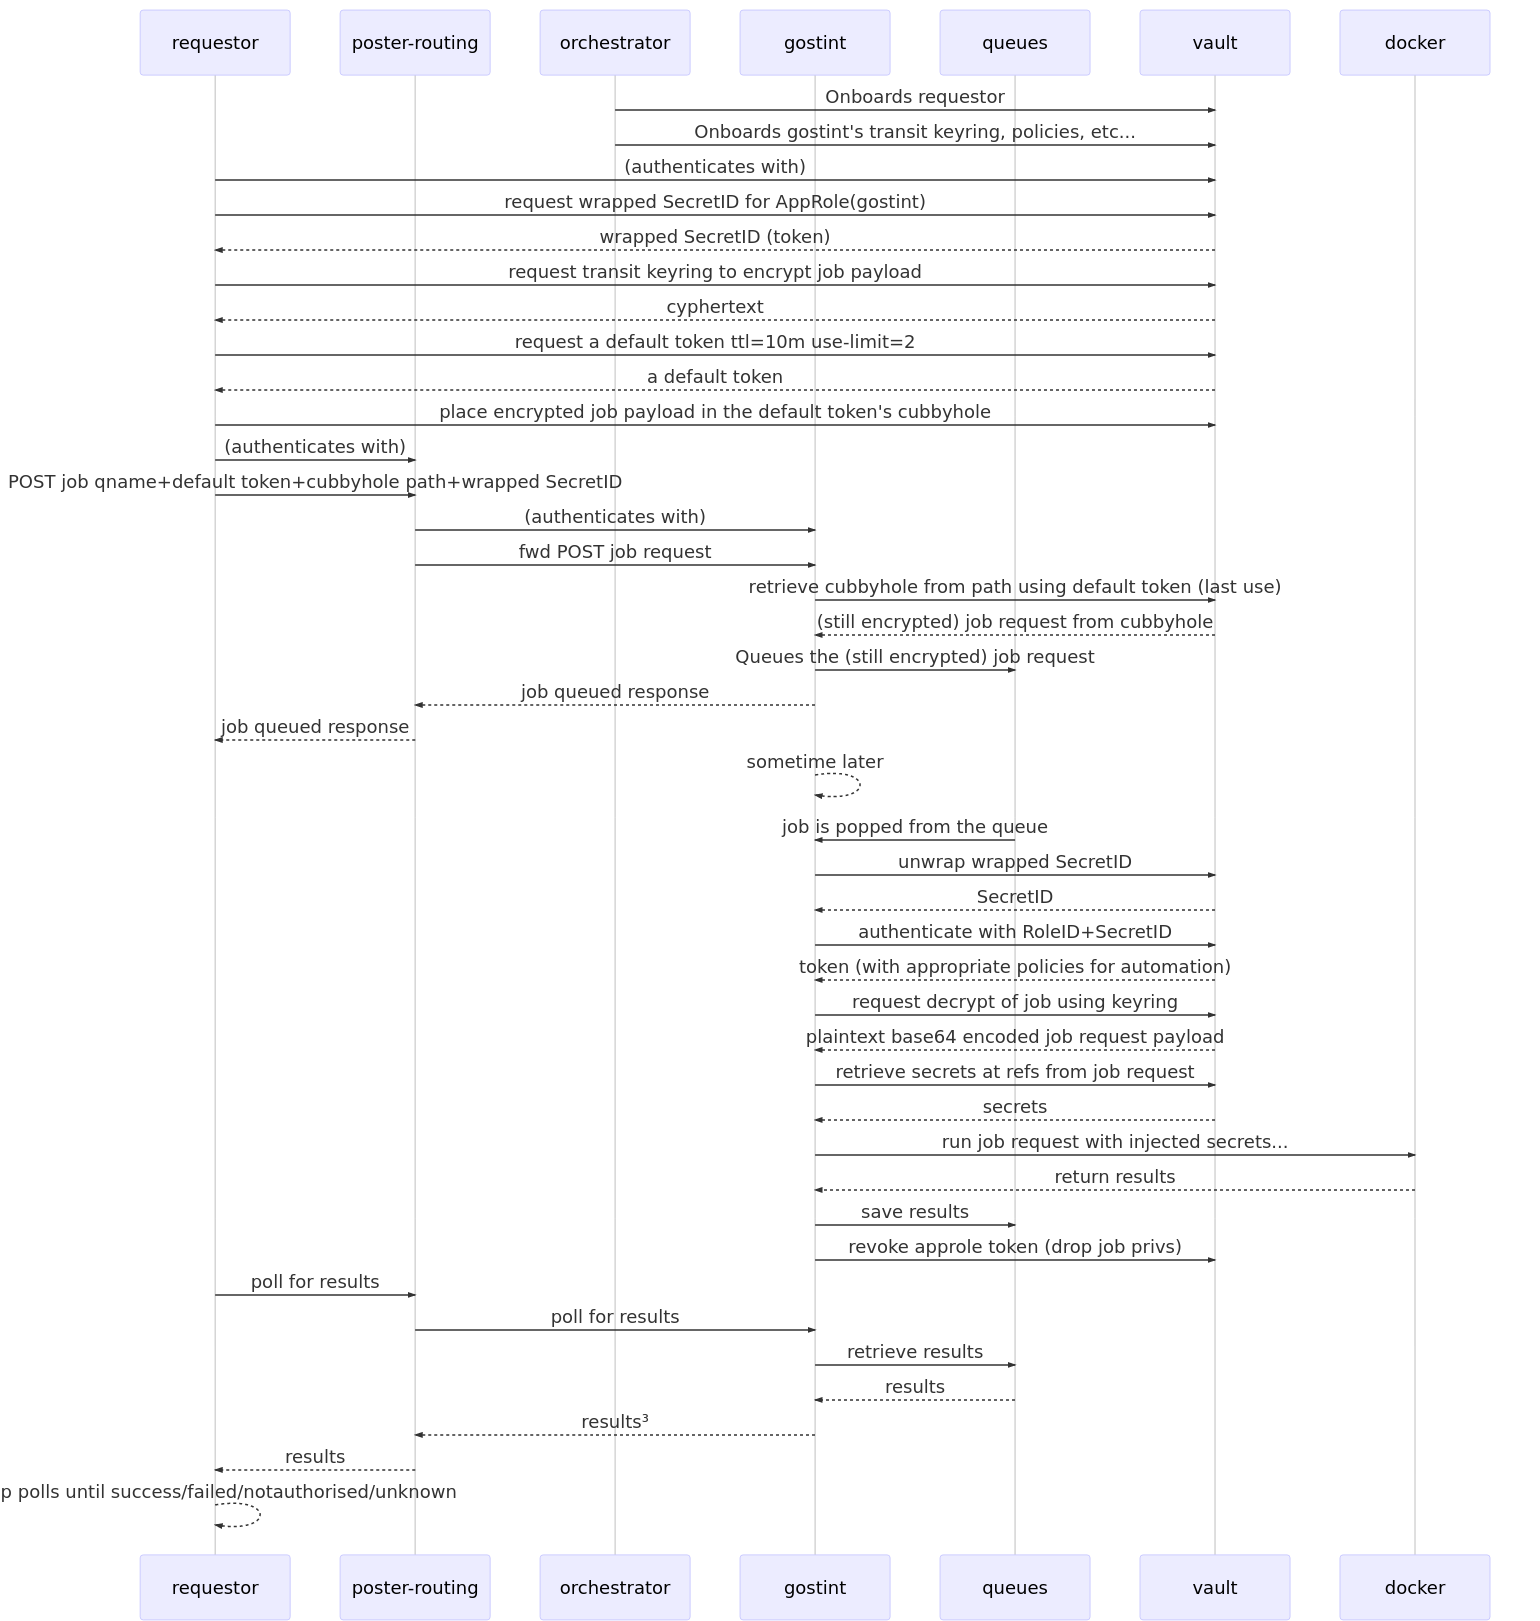 requestor
poster-routing
orchestrator
gostint
queues
vault
docker
Onboards requestor
Onboards gostint's transit keyring, policies, etc...
(authenticates with)
request wrapped SecretID for AppRole(gostint)
wrapped SecretID (token)
request transit keyring to encrypt job payload
cyphertext
request a default token ttl=10m use-limit=2
a default token
place encrypted job payload in the default token's cubbyhole
(authenticates with)
POST job qname+default token+cubbyhole path+wrapped SecretID
(authenticates with)
fwd POST job request
retrieve cubbyhole from path using default token (last use)
(still encrypted) job request from cubbyhole
Queues the (still encrypted) job request
job queued response
job queued response
sometime later
job is popped from the queue
unwrap wrapped SecretID
SecretID
authenticate with RoleID+SecretID
token (with appropriate policies for automation)
request decrypt of job using keyring
plaintext base64 encoded job request payload
retrieve secrets at refs from job request
secrets
run job request with injected secrets...
return results
save results
revoke approle token (drop job privs)
poll for results
poll for results
retrieve results
results
results³
results
p polls until success/failed/notauthorised/unknown
requestor
poster-routing
orchestrator
gostint
queues
vault
docker